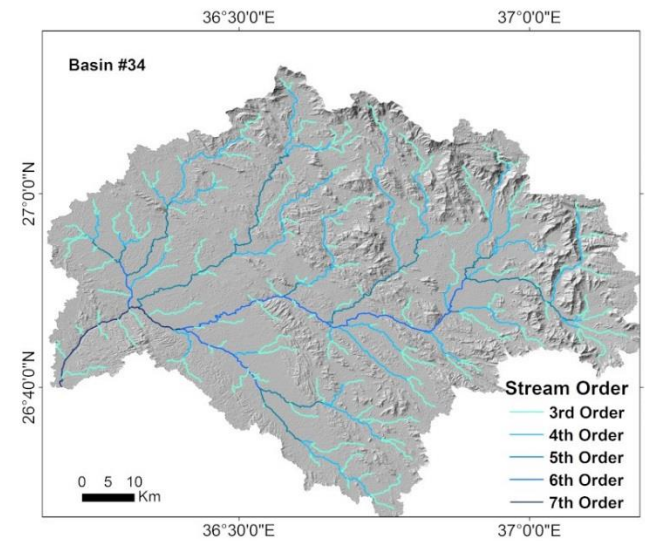 36°30'0"E 37°0'0"E
Basin #34
27°0'0"N
26°40'0"N
Stream Order
3rd Order
4th Order
5th Order
6th Order
7th Order
0 5 10
Km
36°30'0"E 37°0'0"E